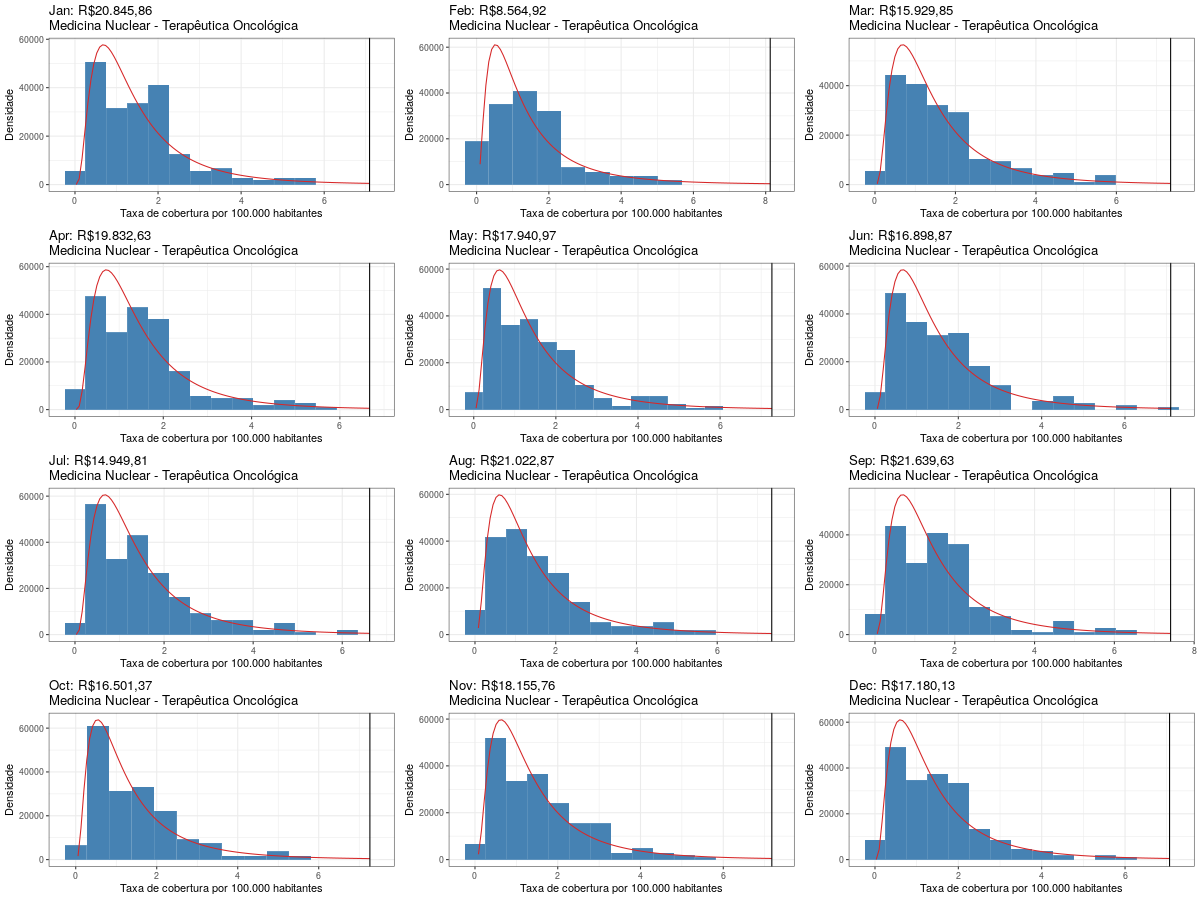 Jan: R$20.845,86
Medicina Nuclear - Terapêutica Oncológica
60000
40000
20000
0
Densidade
0 2 4 6
Taxa de cobertura por 100.000 habitantes
Feb: R$8.564,92
Medicina Nuclear - Terapêutica Oncológica
60000
40000
20000
0
Densidade
0 2 4 6 8
Taxa de cobertura por 100.000 habitantes
Mar: R$15.929,85
Medicina Nuclear - Terapêutica Oncológica
40000
20000
0
Densidade
0 2 4 6
Taxa de cobertura por 100.000 habitantes
Apr: R$19.832,63
Medicina Nuclear - Terapêutica Oncológica
60000
40000
20000
0
Densidade
0 2 4 6
Taxa de cobertura por 100.000 habitantes
May: R$17.940,97
Medicina Nuclear - Terapêutica Oncológica
60000
40000
20000
0
Densidade
0 2 4 6
Taxa de cobertura por 100.000 habitantes
Jun: R$16.898,87
Medicina Nuclear - Terapêutica Oncológica
60000
40000
20000
0
Densidade
0 2 4 6
Taxa de cobertura por 100.000 habitantes
Jul: R$14.949,81
Medicina Nuclear - Terapêutica Oncológica
60000
40000
20000
0
Densidade
0 2 4 6
Taxa de cobertura por 100.000 habitantes
Aug: R$21.022,87
Medicina Nuclear - Terapêutica Oncológica
60000
40000
20000
0
Densidade
0 2 4 6
Taxa de cobertura por 100.000 habitantes
Sep: R$21.639,63
Medicina Nuclear - Terapêutica Oncológica
40000
20000
0
Densidade
0 2 4 6 8
Taxa de cobertura por 100.000 habitantes
Oct: R$16.501,37
Medicina Nuclear - Terapêutica Oncológica
60000
40000
20000
0
Densidade
0 2 4 6
Taxa de cobertura por 100.000 habitantes
Nov: R$18.155,76
Medicina Nuclear - Terapêutica Oncológica
60000
40000
20000
0
Densidade
0 2 4 6
Taxa de cobertura por 100.000 habitantes
Dec: R$17.180,13
Medicina Nuclear - Terapêutica Oncológica
60000
40000
20000
0
Densidade
0 2 4 6
Taxa de cobertura por 100.000 habitantes